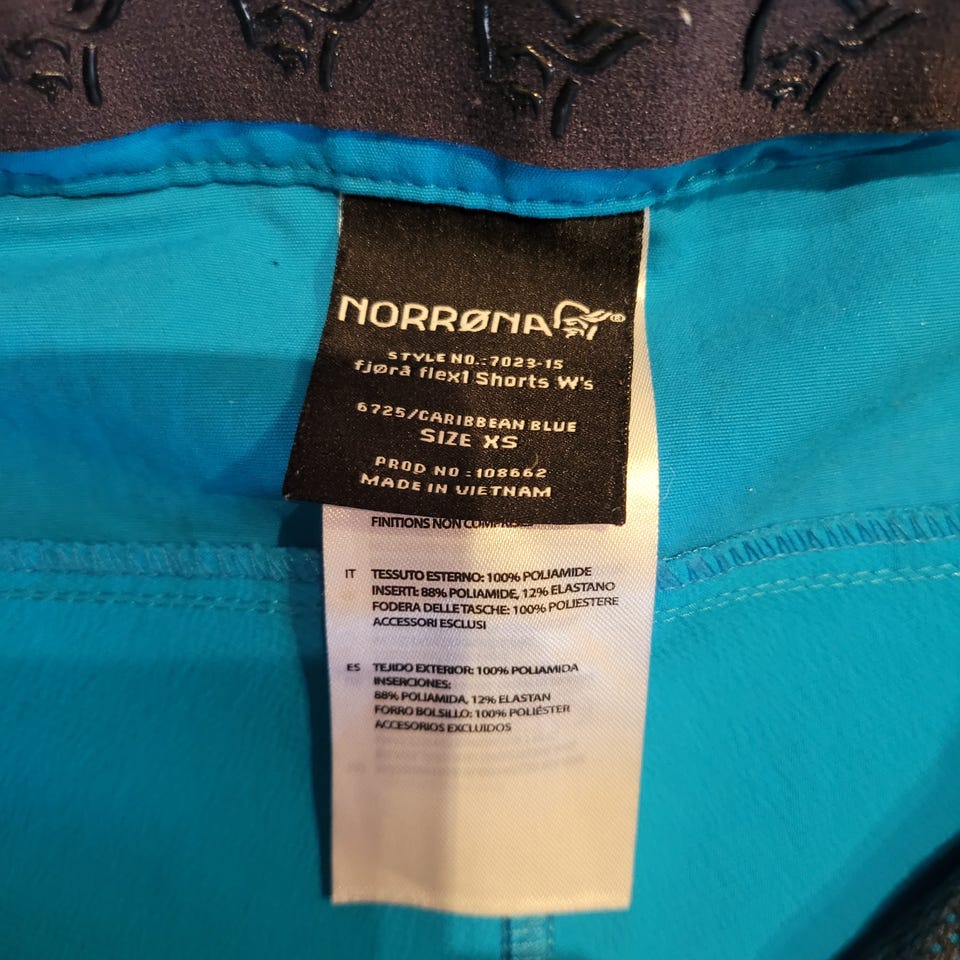 NORRØNA®
STYLE NO.:7023-15
fjørå flex1 Shorts W's
6725/CARIBBEAN BLUE
SIZE XS
PROD NO :108662
MADE IN VIETNAM
FINITIONS NON
IT TESSUTO ESTERNO: 100% POLIAMIDE
INSERTI: 88% POLIAMIDE, 12% ELASTANO
FODERA DELLE TASCHE: 100% POLIESTERE
ACCESSORI ESCLUSI
ES TEJIDO EXTERIOR: 100% POLIAMIDA
INSERCIONES:
88% POLIAMIDA, 12% ELASTAN
FORRO BOLSILLO: 100% POLIÉSTER
ACCESORIOS EXCLUIDOS